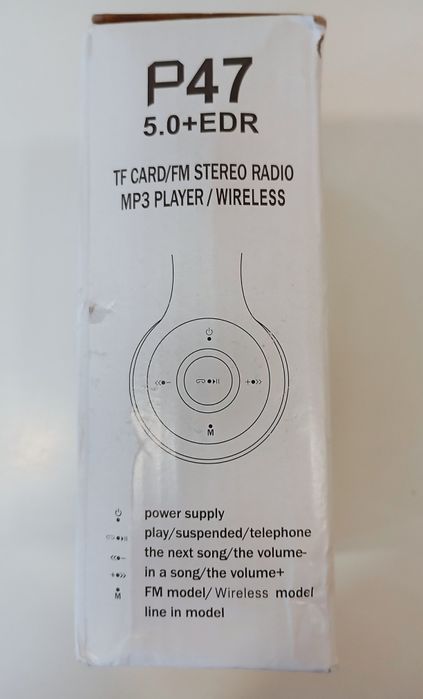 P47
5.0+EDR
TF CARD/FM STEREO RADIO
MP3 PLAYER / WIRELESS
M
power supply
play/suspended/telephone
the next song/the volume-
in a song/the volume+
M FM model/ Wireless model
line in model